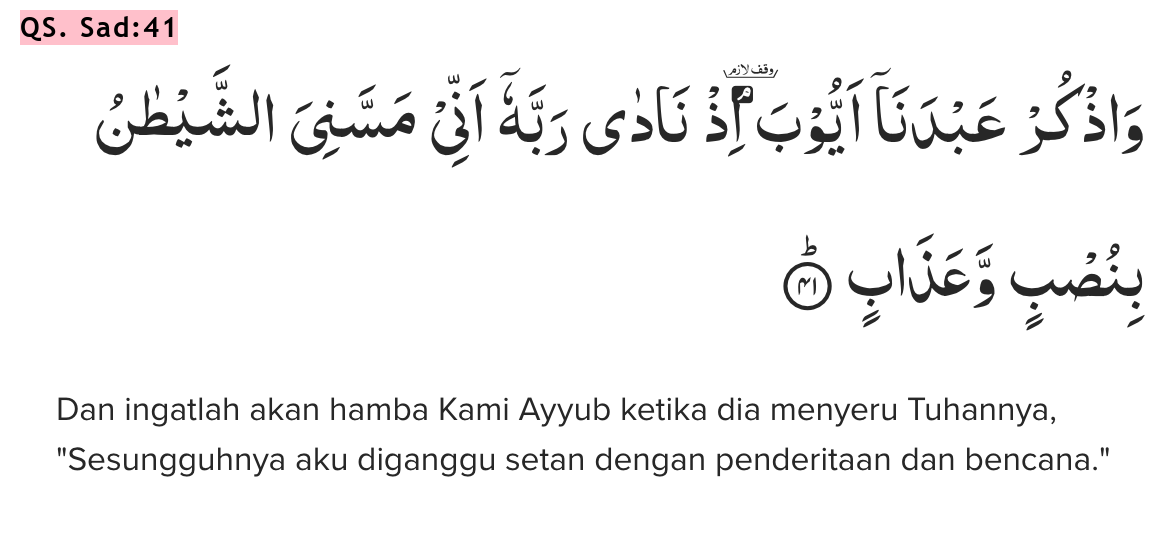 QS. Sad:41
وقف لازم
وَاذْكُرْ عَبْدَنَآ اَيُّوْبَۘ اِذْ نَادٰى رَبَّهٗٓ اَنِّيْ مَسَّنِيَ الشَّيْطٰنُ
بِنُصْبٍ وَّعَذَابٍۗ ۝٤١
Dan ingatlah akan hamba Kami Ayyub ketika dia menyeru Tuhannya,
"Sesungguhnya aku diganggu setan dengan penderitaan dan bencana."